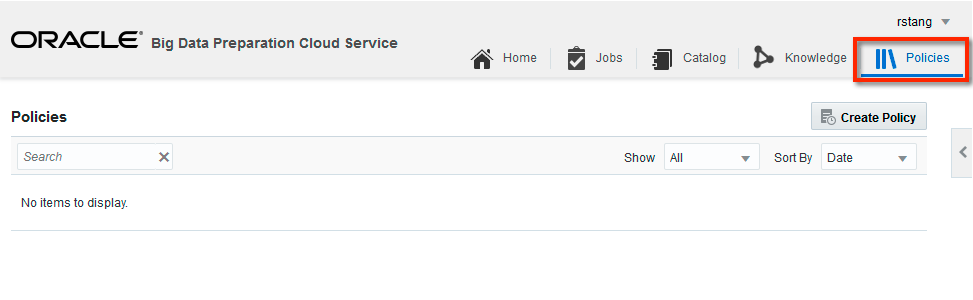 rstang
ORACLE® Big Data Preparation Cloud Service
Home Jobs Catalog Knowledge Policies
Policies
Create Policy
Search Show All Sort By Date
No items to display.